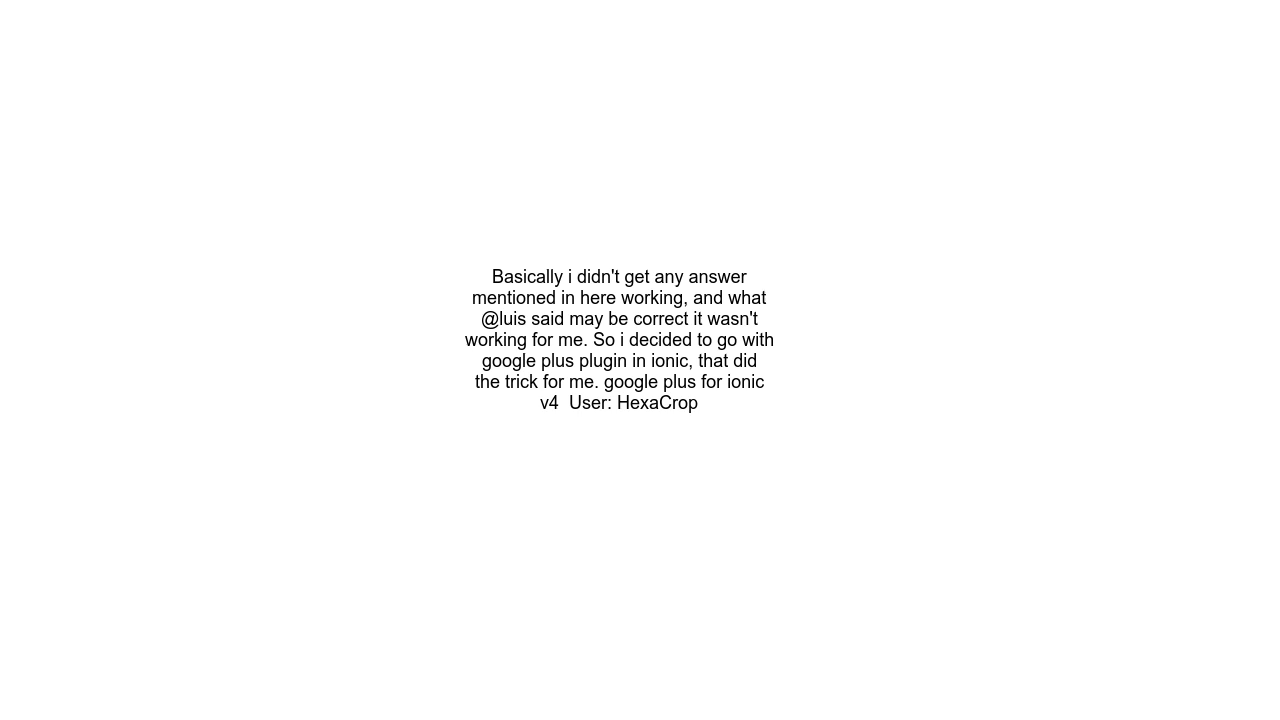 Basically i didn't get any answer
mentioned in here working, and what
@luis said may be correct it wasn't
working for me. So i decided to go with
google plus plugin in ionic, that did
the trick for me. google plus for ionic
v4  User: HexaCrop